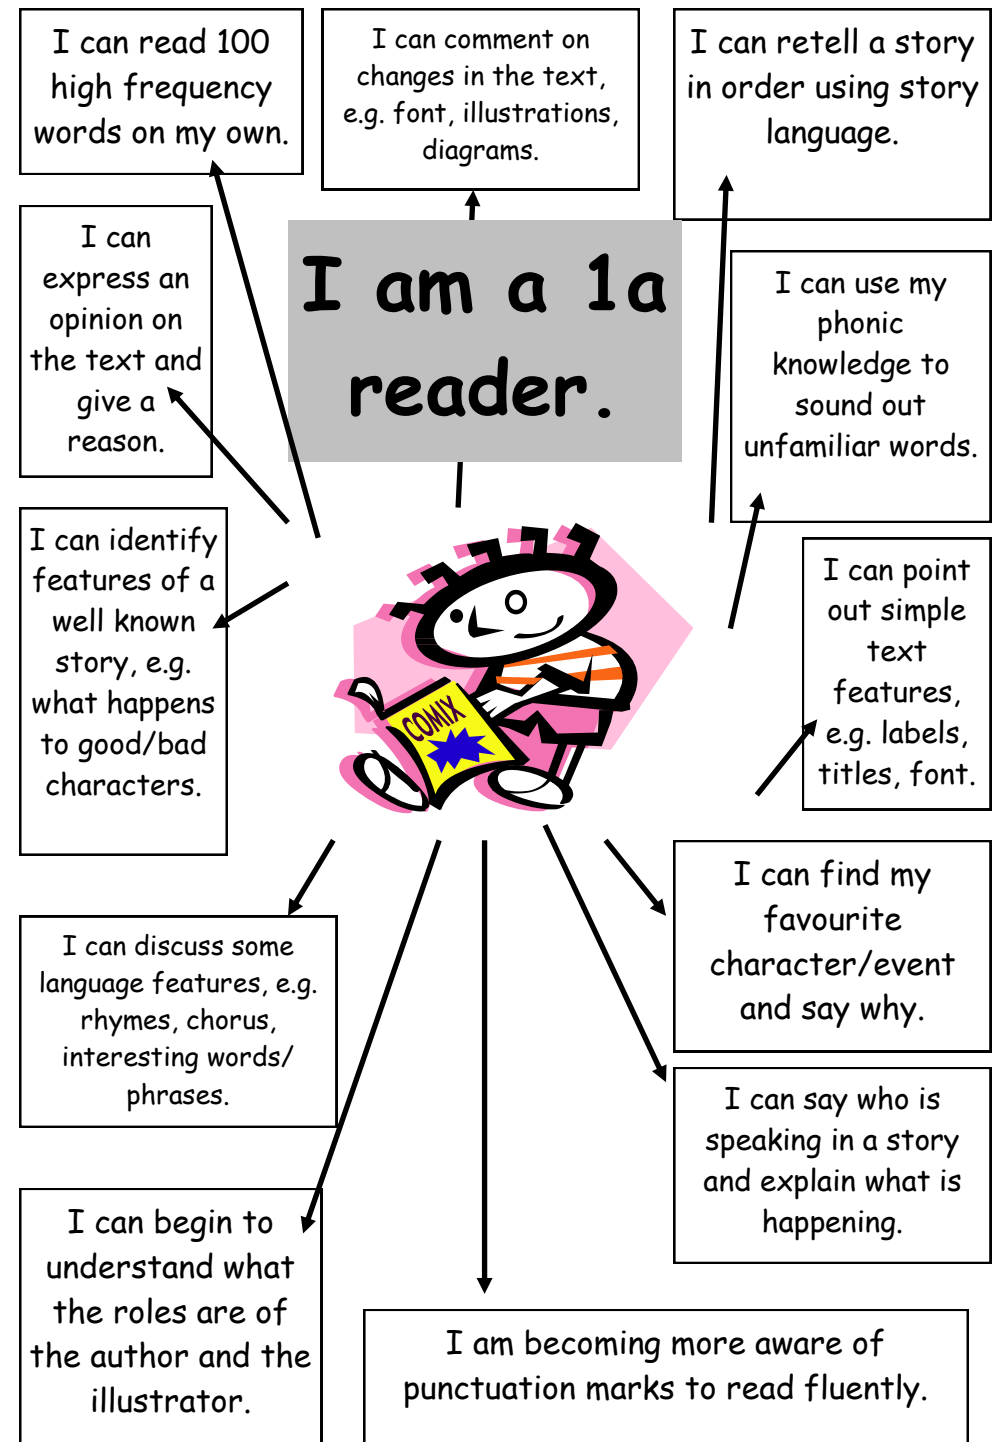 I can read 100
high frequency
words on my own.
I can comment on
changes in the text,
e.g. font, illustrations,
diagrams.
I can retell a story
in order using story
language.
I can
express an
opinion on
the text and
give a
reason.
I am a 1a
reader.
I can use my
phonic
knowledge to
sound out
unfamiliar words.
I can identify
features of a
well known
story, e.g.
what happens
to good/bad
characters.
COMIX
I can point
out simple
text
features,
e.g. labels,
titles, font.
I can find my
favourite
character/event
and say why.
I can discuss some
language features, e.g.
rhymes, chorus,
interesting words/
phrases.
I can say who is
speaking in a story
and explain what is
happening.
I can begin to
understand what
the roles are of
the author and the
illustrator.
I am becoming more aware of
punctuation marks to read fluently.